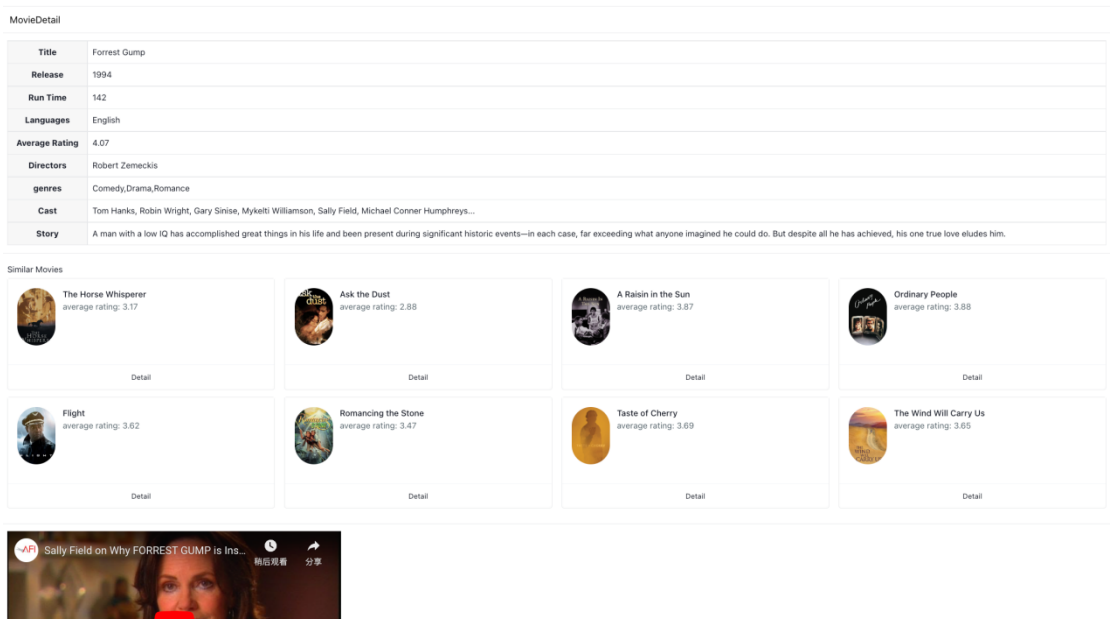 MovieDetail
Title Forrest Gump
Release 1994
Run Time 142
Languages English
Average Rating 4.07
Directors Robert Zemeckis
genres Comedy,Drama,Romance
Cast Tom Hanks, Robin Wright, Gary Sinise, Mykelti Williamson, Sally Field, Michael Conner Humphreys...
Story A man with a low IQ has accomplished great things in his life and been present during significant historic events—in each case, far exceeding what anyone imagined he could do. But despite all he has achieved, his one true love eludes him.
Similar Movies
The Horse Whisperer
average rating: 3.17
Detail
Ask the Dust
average rating: 2.88
Detail
A Raisin in the Sun
average rating: 3.87
Detail
Ordinary People
average rating: 3.88
Detail
Flight
average rating: 3.62
Detail
Romancing the Stone
average rating: 3.47
Detail
Taste of Cherry
average rating: 3.69
Detail
The Wind Will Carry Us
average rating: 3.65
Detail
AFI Sally Field on Why FORREST GUMP is Ins...
稍后观看 分享